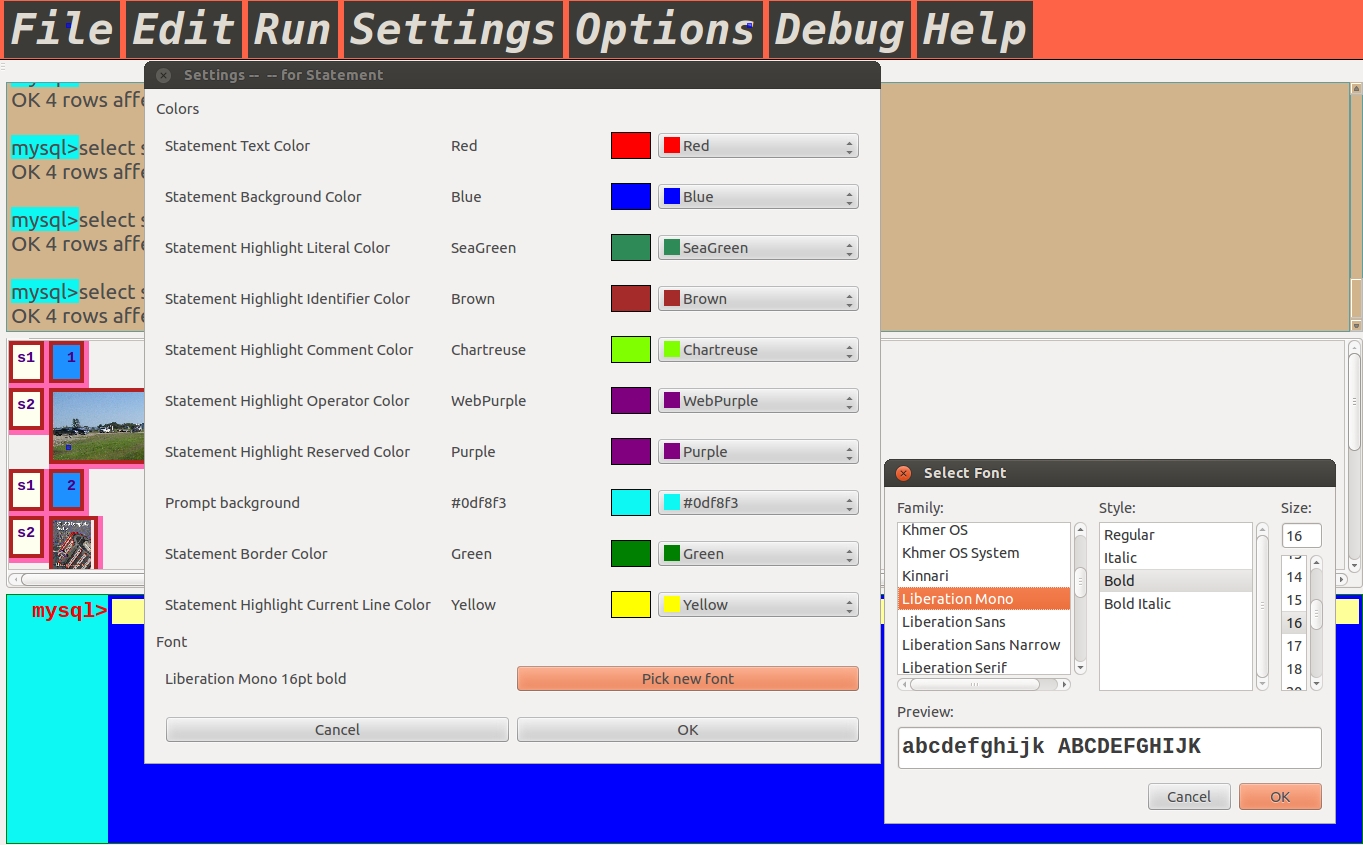 File Edit Run Settings Options Debug Help
Settings -- -- for Statement
mysql>
OK 4 rows affe
mysql>select s
OK 4 rows affe
mysql>select s
OK 4 rows affe
mysql>select s
OK 4 rows affe
s1 1
s2
s1 2
s2
mysql>
Colors
Statement Text Color Red Red
Statement Background Color Blue Blue
Statement Highlight Literal Color SeaGreen SeaGreen
Statement Highlight Identifier Color Brown Brown
Statement Highlight Comment Color Chartreuse Chartreuse
Statement Highlight Operator Color WebPurple WebPurple
Statement Highlight Reserved Color Purple Purple
Prompt background #0df8f3 #0df8f3
Statement Border Color Green Green
Statement Highlight Current Line Color Yellow Yellow
Font
Liberation Mono 16pt bold Pick new font
Cancel OK
Select Font
Family: Style: Size:
Khmer OS
Khmer OS System
Kinnari
Liberation Mono
Liberation Sans
Liberation Sans Narrow
Liberation Serif
Regular
Italic
Bold
Bold Italic
16
14
15
16
17
18
Preview:
abcdefghijk ABCDEFGHIJK
Cancel OK